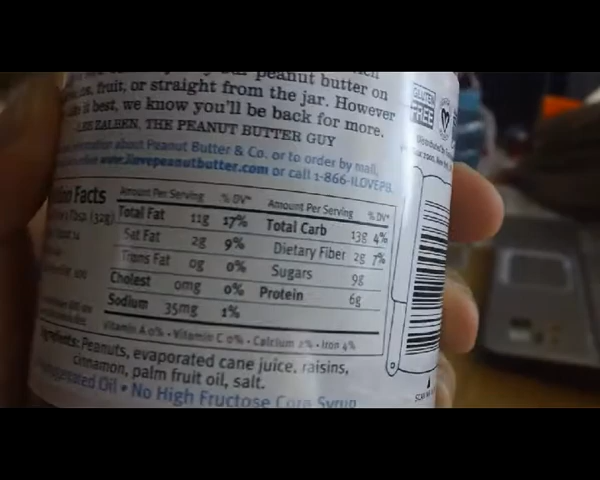 peanut butter on
fruit, or straight from the jar. However
is best, we know you'll be back for more.
LEE ZALBEN, THE PEANUT BUTTER GUY
information about Peanut Butter & Co. or to order by mail,
www.ilovepeanutbutter.com or call 1-866-ILOVEPB.
GLUTEN
FREE
Facts
Amount Per Serving % DV*
Total Fat 11g 17%
Sat Fat 2g 9%
Trans Fat 0g 0%
Cholest 0mg 0%
Sodium 35mg 1%
Amount Per Serving % DV*
Total Carb 13g 4%
Dietary Fiber 2g 7%
Sugars 9g
Protein 6g
Vitamin A 0% • Vitamin C 0% • Calcium 2% • Iron 4%
Ingredients: Peanuts, evaporated cane juice, raisins,
cinnamon, palm fruit oil, salt.
Oil • No High Fructose Corn Syrup